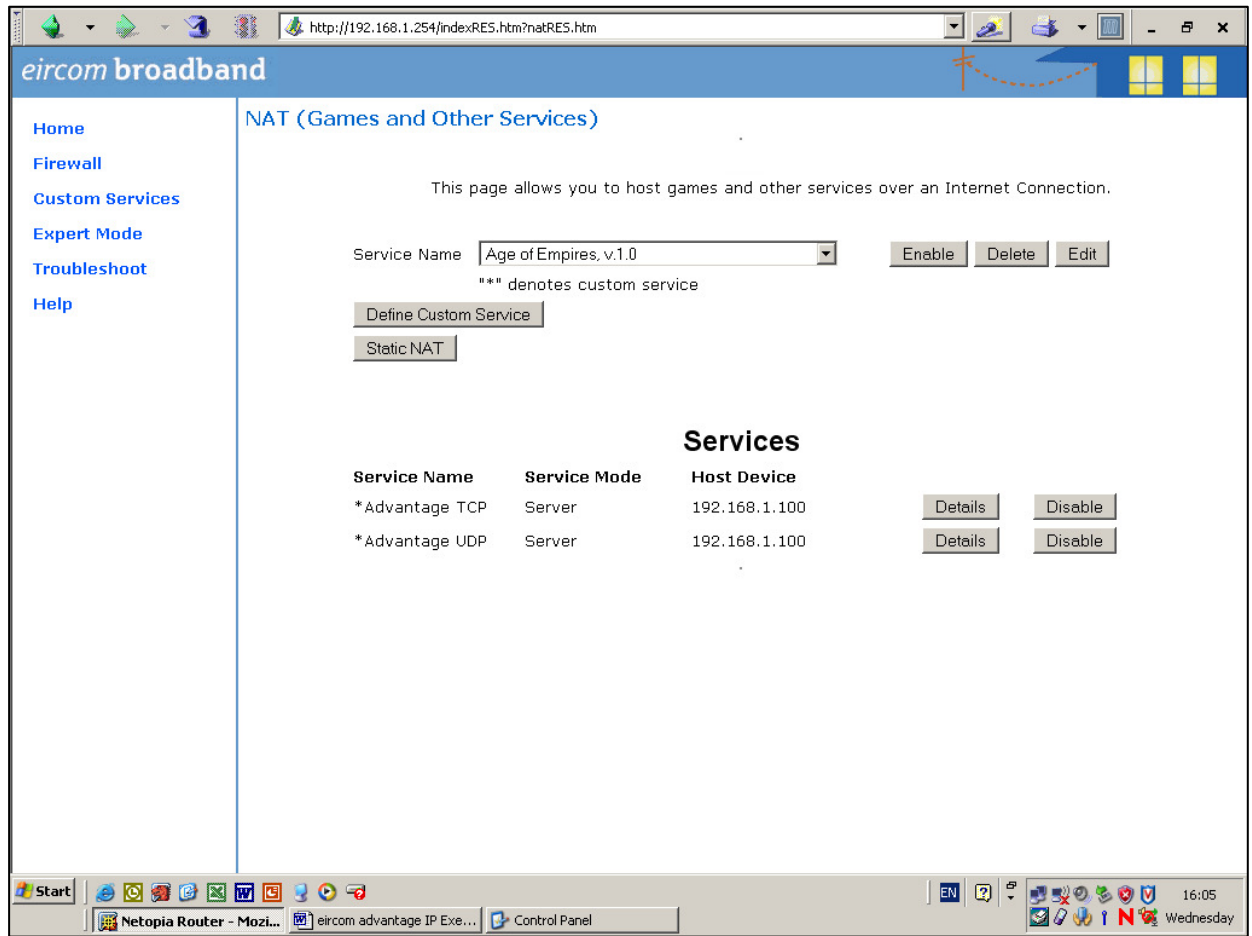 http://192.168.1.254/indexRES.htm?natRES.htm
eircom broadband
Home
Firewall
Custom Services
Expert Mode
Troubleshoot
Help
NAT (Games and Other Services)
This page allows you to host games and other services over an Internet Connection.
Service Name Age of Empires, v.1.0 Enable Delete Edit
"*" denotes custom service
Define Custom Service
Static NAT
Services
Service Name Service Mode Host Device
*Advantage TCP Server 192.168.1.100 Details Disable
*Advantage UDP Server 192.168.1.100 Details Disable
Start EN 16:05
Netopia Router - Mozi... eircom advantage IP Exe... Control Panel Wednesday